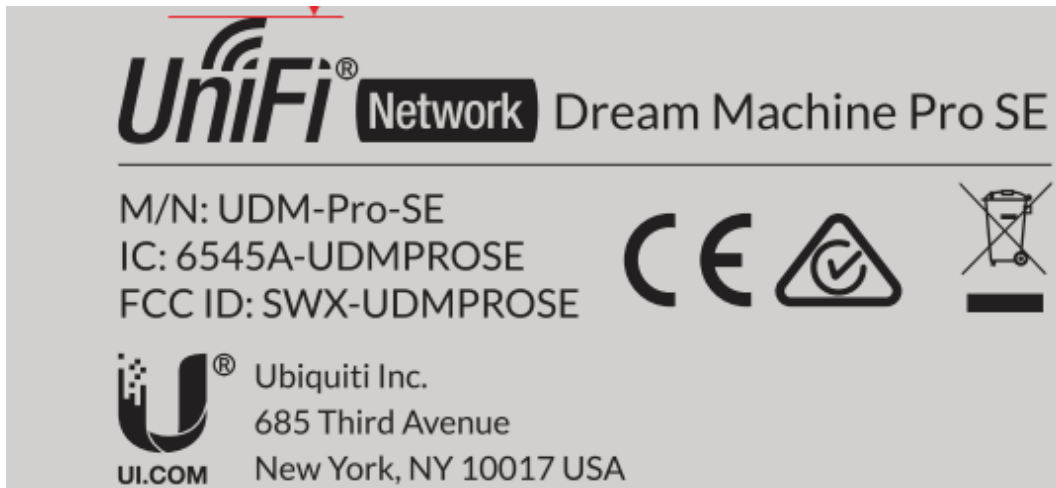 UniFi® Network Dream Machine Pro SE
M/N: UDM-Pro-SE
IC: 6545A-UDMPROSE
FCC ID: SWX-UDMPROSE
CE
U®
UI.COM
Ubiquiti Inc.
685 Third Avenue
New York, NY 10017 USA